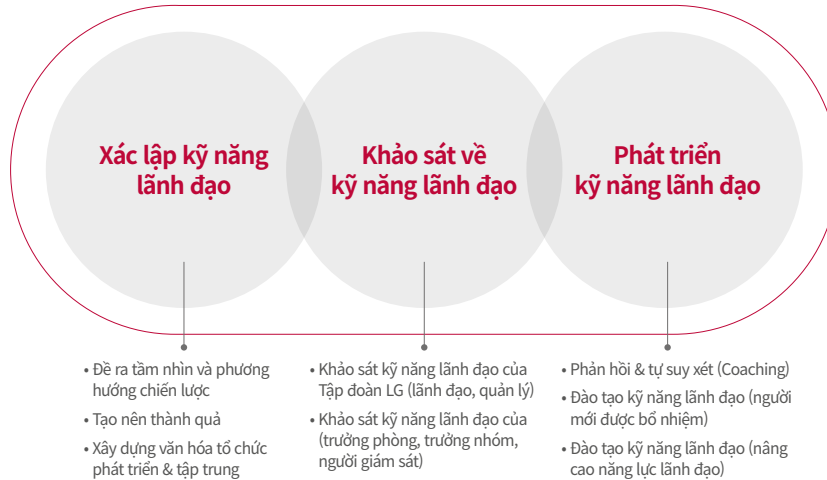 Xác lập kỹ năng
lãnh đạo
Khảo sát về
kỹ năng lãnh đạo
Phát triển
kỹ năng lãnh đạo
• Đề ra tầm nhìn và phương
hướng chiến lược
• Tạo nên thành quả
• Xây dựng văn hóa tổ chức
phát triển & tập trung
• Khảo sát kỹ năng lãnh đạo của
Tập đoàn LG (lãnh đạo, quản lý)
• Khảo sát kỹ năng lãnh đạo của
(trưởng phòng, trưởng nhóm,
người giám sát)
• Phản hồi & tự suy xét (Coaching)
• Đào tạo kỹ năng lãnh đạo (người
mới được bổ nhiệm)
• Đào tạo kỹ năng lãnh đạo (nâng
cao năng lực lãnh đạo)